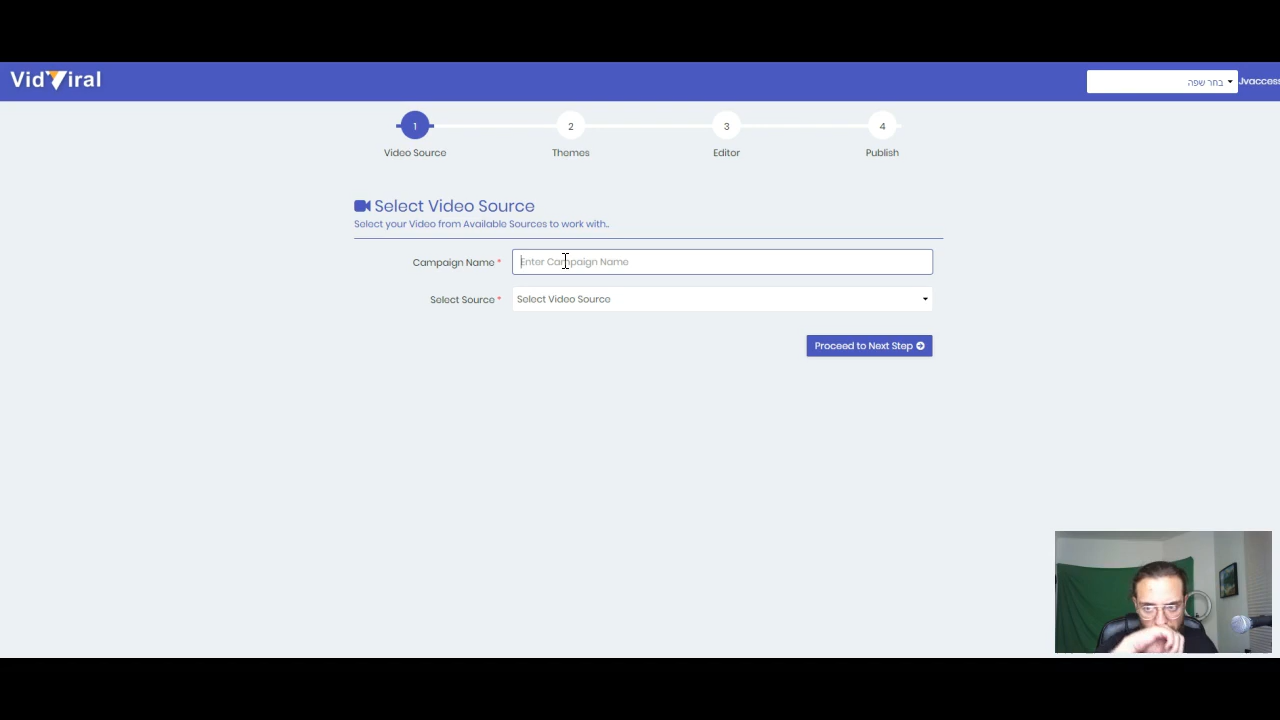 VidViral
בחר שפה
Jvaccess
1
2
3
4
Video Source
Themes
Editor
Publish
Select Video Source
Select your Video from Available Sources to work with..
Campaign Name *
Enter Campaign Name
Select Source *
Select Video Source
Proceed to Next Step